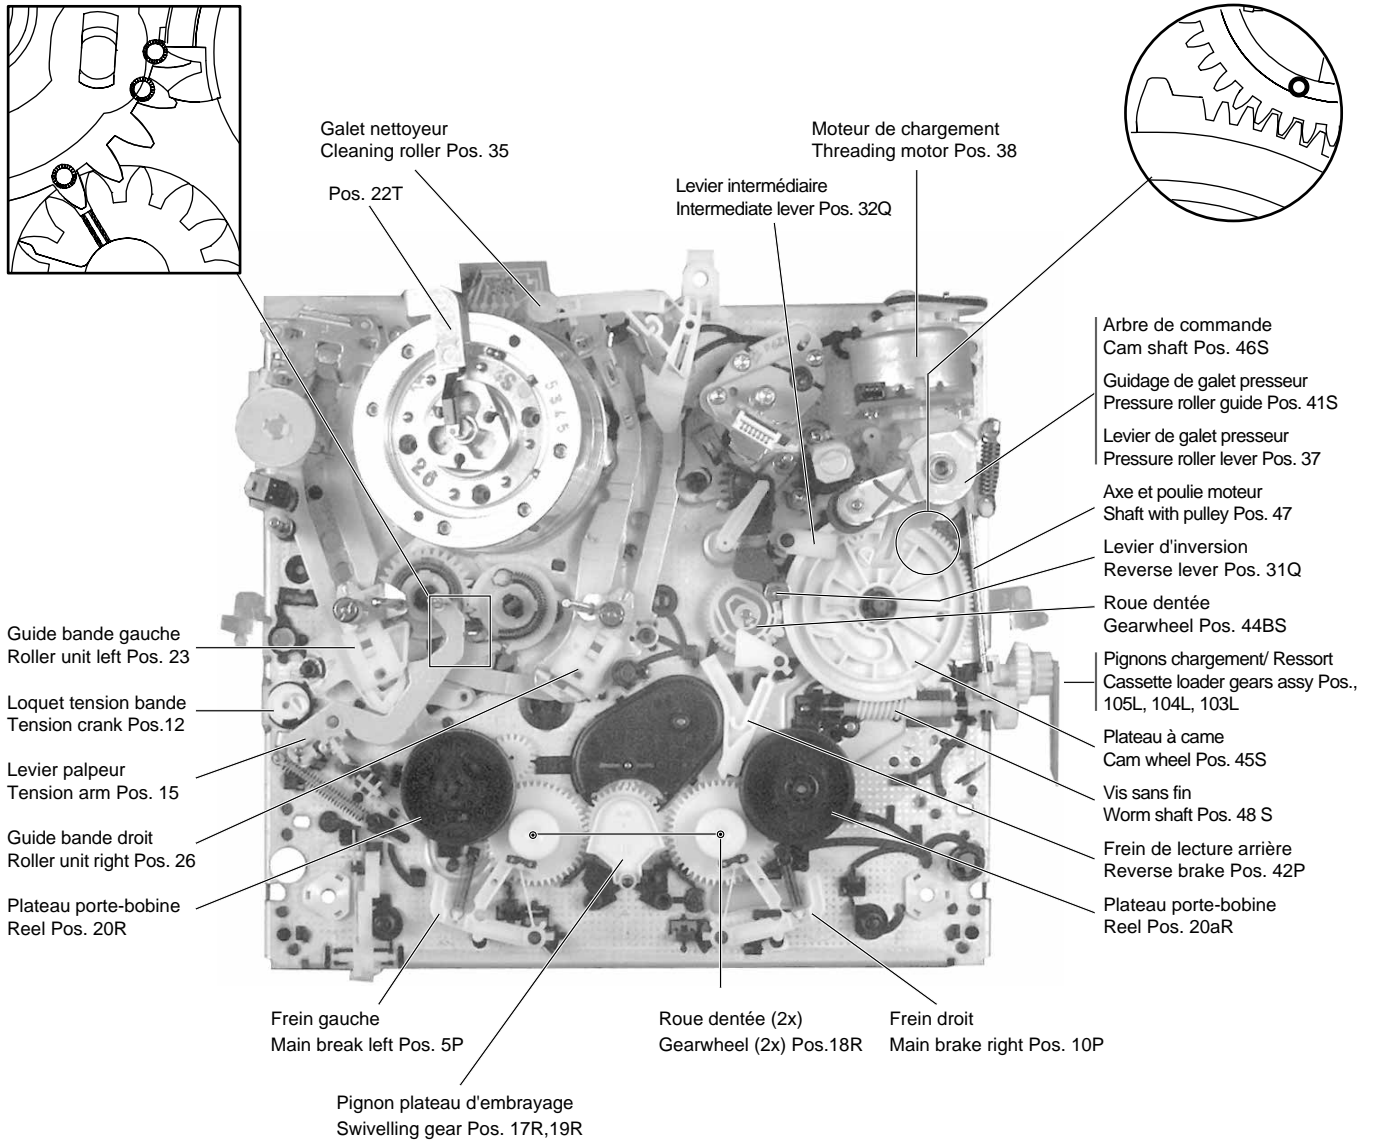 Galet nettoyeur
Cleaning roller Pos. 35
Pos. 22T
Moteur de chargement
Threading motor Pos. 38
Levier intermédiaire
Intermediate lever Pos. 32Q
Arbre de commande
Cam shaft Pos. 46S
Guidage de galet presseur
Pressure roller guide Pos. 41S
Levier de galet presseur
Pressure roller lever Pos. 37
Axe et poulie moteur
Shaft with pulley Pos. 47
Levier d'inversion
Reverse lever Pos. 31Q
Roue dentée
Gearwheel Pos. 44BS
Pignons chargement/ Ressort
Cassette loader gears assy Pos.,
105L, 104L, 103L
Plateau à came
Cam wheel Pos. 45S
Vis sans fin
Worm shaft Pos. 48 S
Frein de lecture arrière
Reverse brake Pos. 42P
Plateau porte-bobine
Reel Pos. 20aR
Guide bande gauche
Roller unit left Pos. 23
Loquet tension bande
Tension crank Pos.12
Levier palpeur
Tension arm Pos. 15
Guide bande droit
Roller unit right Pos. 26
Plateau porte-bobine
Reel Pos. 20R
Frein gauche
Main break left Pos. 5P
Roue dentée (2x)
Gearwheel (2x) Pos.18R
Frein droit
Main brake right Pos. 10P
Pignon plateau d'embrayage
Swivelling gear Pos. 17R,19R
5345